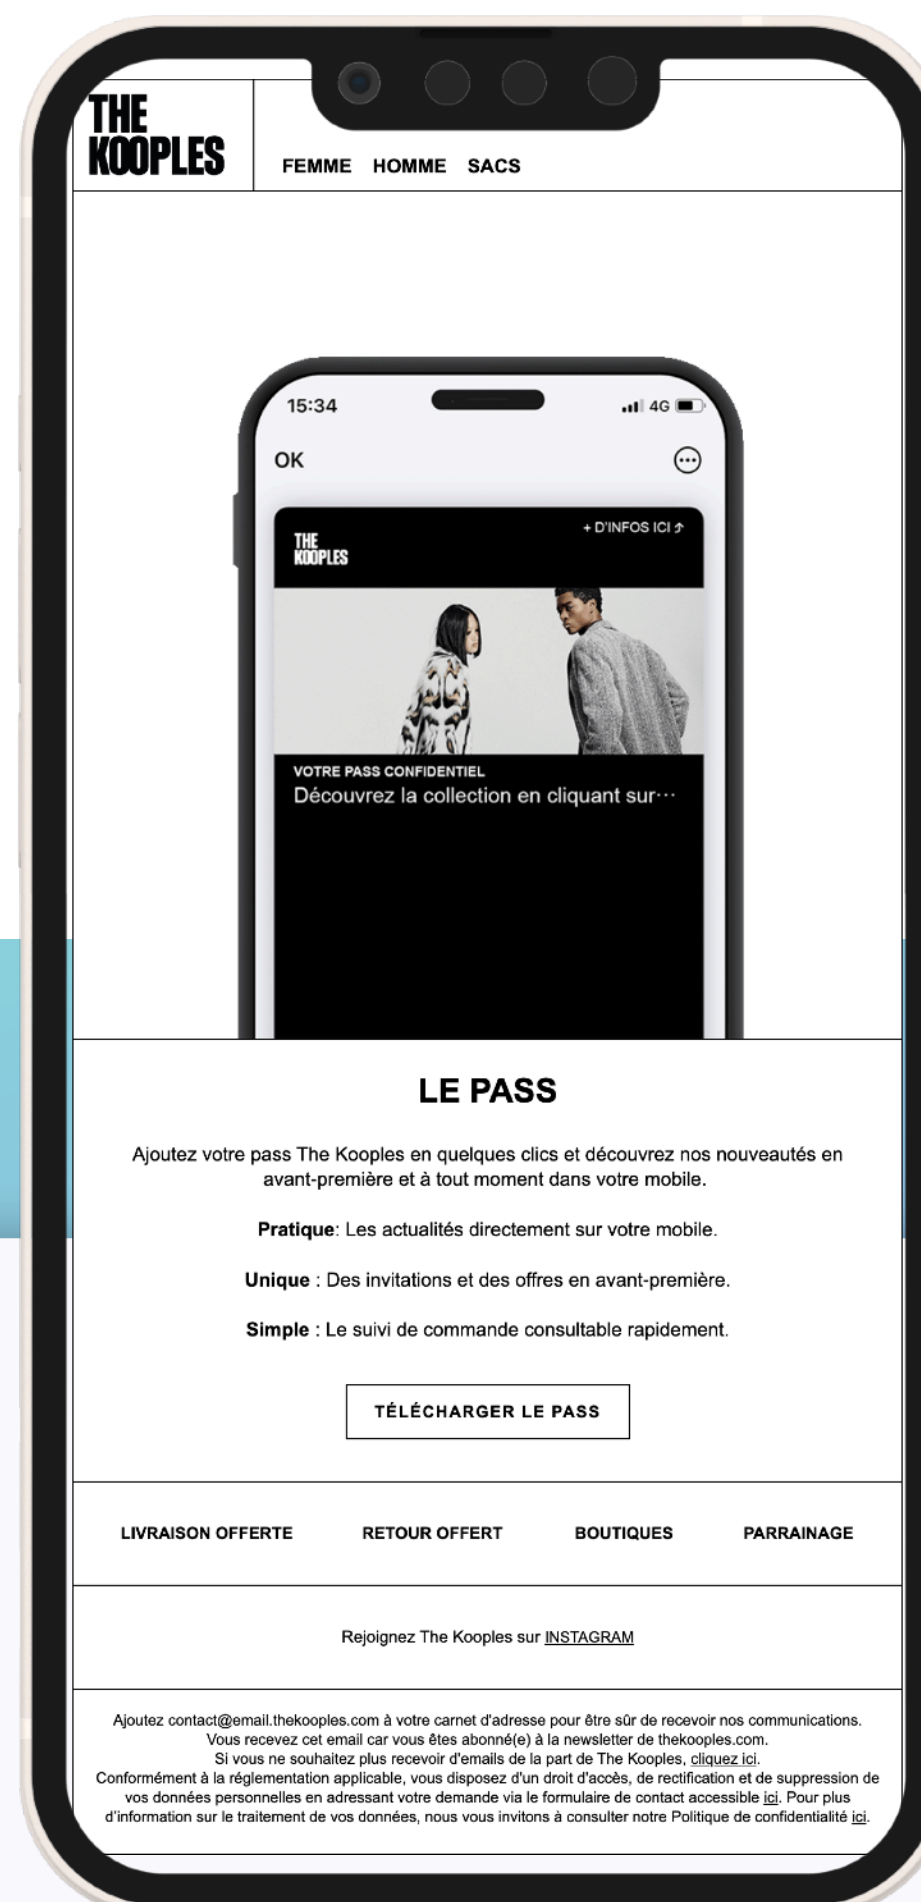 THE
KOOPLES
FEMME HOMME SACS
15:34 4G
OK
+ D'INFOS ICI
THE
KOOPLES
VOTRE PASS CONFIDENTIEL
Découvrez la collection en cliquant sur···
LE PASS
Ajoutez votre pass The Kooples en quelques clics et découvrez nos nouveautés en
avant-première et à tout moment dans votre mobile.
Pratique: Les actualités directement sur votre mobile.
Unique : Des invitations et des offres en avant-première.
Simple : Le suivi de commande consultable rapidement.
TÉLÉCHARGER LE PASS
LIVRAISON OFFERTE RETOUR OFFERT BOUTIQUES PARRAINAGE
Rejoignez The Kooples sur INSTAGRAM
Ajoutez contact@email.thekooples.com à votre carnet d'adresse pour être sûr de recevoir nos communications.
Vous recevez cet email car vous êtes abonné(e) à la newsletter de thekooples.com.
Si vous ne souhaitez plus recevoir d'emails de la part de The Kooples, cliquez ici.
Conformément à la réglementation applicable, vous disposez d'un droit d'accès, de rectification et de suppression de
vos données personnelles en adressant votre demande via le formulaire de contact accessible ici. Pour plus
d'information sur le traitement de vos données, nous vous invitons à consulter notre Politique de confidentialité ici.